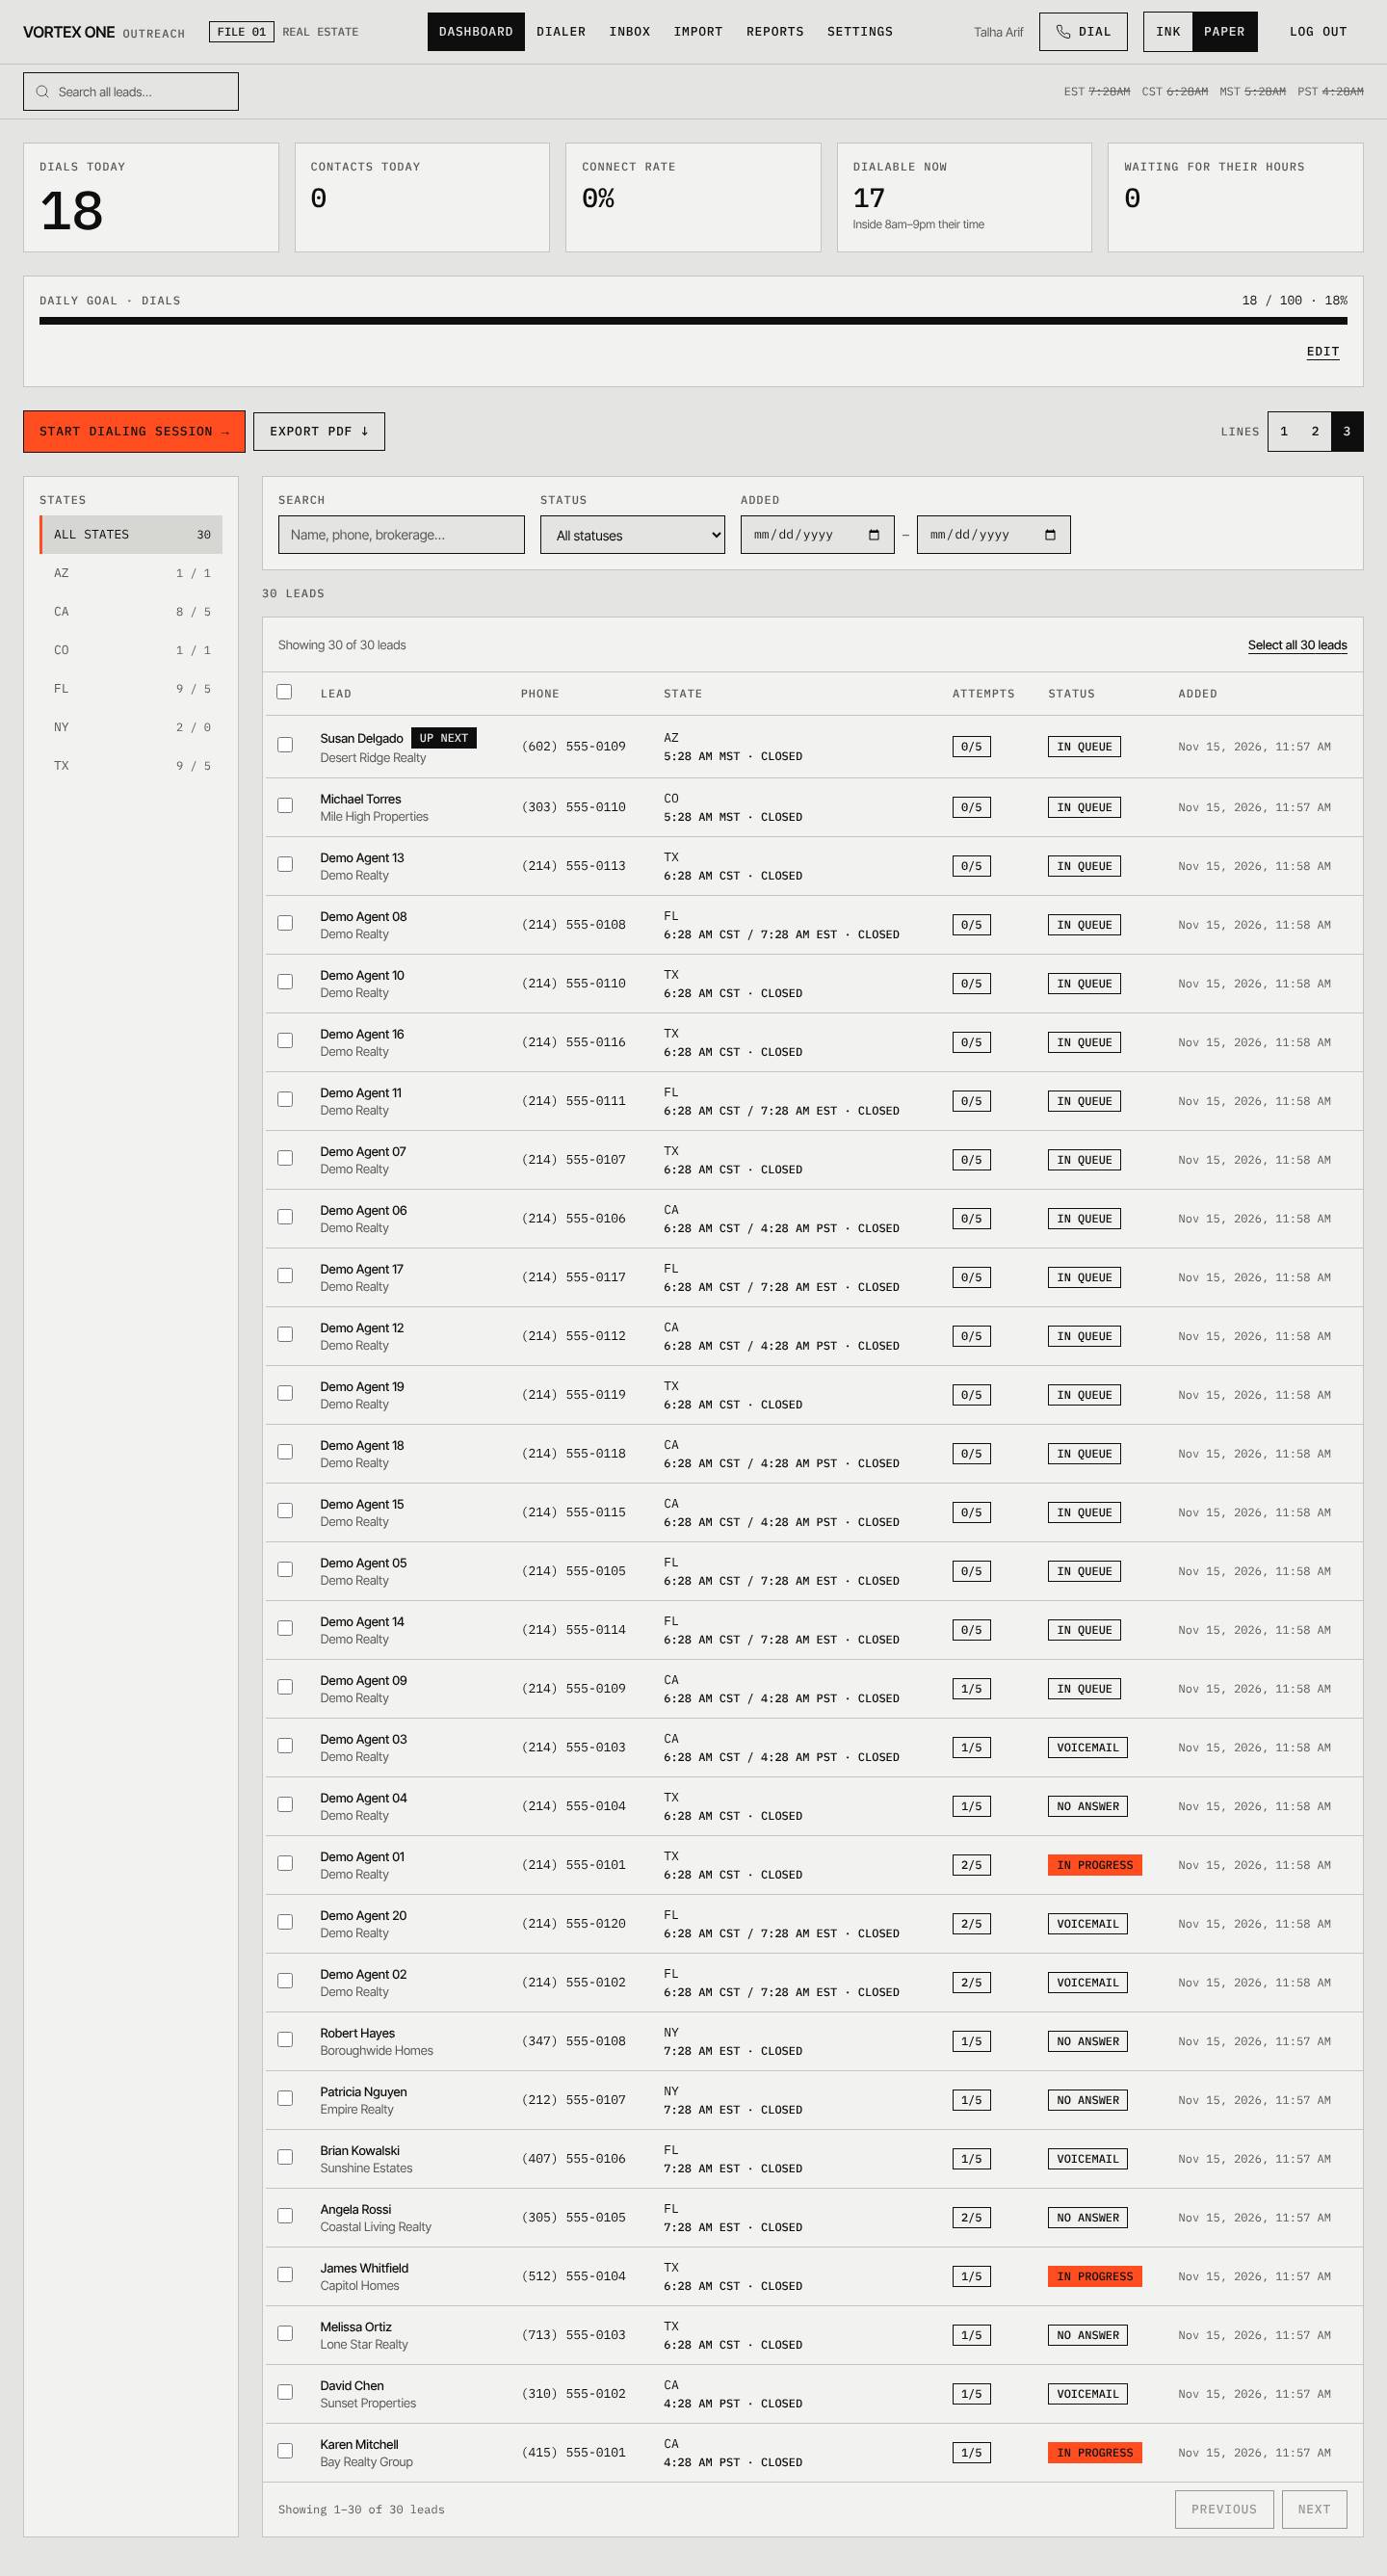 VORTEX ONE OUTREACH FILE 01 REAL ESTATE DASHBOARD DIALER INBOX IMPORT REPORTS SETTINGS Talha Arif DIAL INK PAPER LOG OUT
Search all leads... EST 7:28AM CST 6:28AM MST 5:28AM PST 4:28AM
DIALS TODAY CONTACTS TODAY CONNECT RATE DIALABLE NOW WAITING FOR THEIR HOURS
18 0 0% 17 0
Inside 8am–9pm their time
DAILY GOAL · DIALS 18 / 100 · 18%
EDIT
START DIALING SESSION → EXPORT PDF ↓ LINES 1 2 3
STATES
ALL STATES 30
AZ 1 / 1
CA 8 / 5
CO 1 / 1
FL 9 / 5
NY 2 / 0
TX 9 / 5
SEARCH STATUS ADDED
Name, phone, brokerage... All statuses mm/dd/yyyy – mm/dd/yyyy
30 LEADS
Showing 30 of 30 leads Select all 30 leads
LEAD PHONE STATE ATTEMPTS STATUS ADDED
Susan Delgado UP NEXT (602) 555-0109 AZ 0/5 IN QUEUE Nov 15, 2026, 11:57 AM
Desert Ridge Realty 5:28 AM MST · CLOSED
Michael Torres (303) 555-0110 CO 0/5 IN QUEUE Nov 15, 2026, 11:57 AM
Mile High Properties 5:28 AM MST · CLOSED
Demo Agent 13 (214) 555-0113 TX 0/5 IN QUEUE Nov 15, 2026, 11:58 AM
Demo Realty 6:28 AM CST · CLOSED
Demo Agent 08 (214) 555-0108 FL 0/5 IN QUEUE Nov 15, 2026, 11:58 AM
Demo Realty 6:28 AM CST / 7:28 AM EST · CLOSED
Demo Agent 10 (214) 555-0110 TX 0/5 IN QUEUE Nov 15, 2026, 11:58 AM
Demo Realty 6:28 AM CST · CLOSED
Demo Agent 16 (214) 555-0116 TX 0/5 IN QUEUE Nov 15, 2026, 11:58 AM
Demo Realty 6:28 AM CST · CLOSED
Demo Agent 11 (214) 555-0111 FL 0/5 IN QUEUE Nov 15, 2026, 11:58 AM
Demo Realty 6:28 AM CST / 7:28 AM EST · CLOSED
Demo Agent 07 (214) 555-0107 TX 0/5 IN QUEUE Nov 15, 2026, 11:58 AM
Demo Realty 6:28 AM CST · CLOSED
Demo Agent 06 (214) 555-0106 CA 0/5 IN QUEUE Nov 15, 2026, 11:58 AM
Demo Realty 6:28 AM CST / 4:28 AM PST · CLOSED
Demo Agent 17 (214) 555-0117 FL 0/5 IN QUEUE Nov 15, 2026, 11:58 AM
Demo Realty 6:28 AM CST / 7:28 AM EST · CLOSED
Demo Agent 12 (214) 555-0112 CA 0/5 IN QUEUE Nov 15, 2026, 11:58 AM
Demo Realty 6:28 AM CST / 4:28 AM PST · CLOSED
Demo Agent 19 (214) 555-0119 TX 0/5 IN QUEUE Nov 15, 2026, 11:58 AM
Demo Realty 6:28 AM CST · CLOSED
Demo Agent 18 (214) 555-0118 CA 0/5 IN QUEUE Nov 15, 2026, 11:58 AM
Demo Realty 6:28 AM CST / 4:28 AM PST · CLOSED
Demo Agent 15 (214) 555-0115 CA 0/5 IN QUEUE Nov 15, 2026, 11:58 AM
Demo Realty 6:28 AM CST / 4:28 AM PST · CLOSED
Demo Agent 05 (214) 555-0105 FL 0/5 IN QUEUE Nov 15, 2026, 11:58 AM
Demo Realty 6:28 AM CST / 7:28 AM EST · CLOSED
Demo Agent 14 (214) 555-0114 FL 0/5 IN QUEUE Nov 15, 2026, 11:58 AM
Demo Realty 6:28 AM CST / 7:28 AM EST · CLOSED
Demo Agent 09 (214) 555-0109 CA 1/5 IN QUEUE Nov 15, 2026, 11:58 AM
Demo Realty 6:28 AM CST / 4:28 AM PST · CLOSED
Demo Agent 03 (214) 555-0103 CA 1/5 VOICEMAIL Nov 15, 2026, 11:58 AM
Demo Realty 6:28 AM CST / 4:28 AM PST · CLOSED
Demo Agent 04 (214) 555-0104 TX 1/5 NO ANSWER Nov 15, 2026, 11:58 AM
Demo Realty 6:28 AM CST · CLOSED
Demo Agent 01 (214) 555-0101 TX 2/5 IN PROGRESS Nov 15, 2026, 11:58 AM
Demo Realty 6:28 AM CST · CLOSED
Demo Agent 20 (214) 555-0120 FL 2/5 VOICEMAIL Nov 15, 2026, 11:58 AM
Demo Realty 6:28 AM CST / 7:28 AM EST · CLOSED
Demo Agent 02 (214) 555-0102 FL 2/5 VOICEMAIL Nov 15, 2026, 11:58 AM
Demo Realty 6:28 AM CST / 7:28 AM EST · CLOSED
Robert Hayes (347) 555-0108 NY 1/5 NO ANSWER Nov 15, 2026, 11:57 AM
Boroughwide Homes 7:28 AM EST · CLOSED
Patricia Nguyen (212) 555-0107 NY 1/5 NO ANSWER Nov 15, 2026, 11:57 AM
Empire Realty 7:28 AM EST · CLOSED
Brian Kowalski (407) 555-0106 FL 1/5 VOICEMAIL Nov 15, 2026, 11:57 AM
Sunshine Estates 7:28 AM EST · CLOSED
Angela Rossi (305) 555-0105 FL 2/5 NO ANSWER Nov 15, 2026, 11:57 AM
Coastal Living Realty 7:28 AM EST · CLOSED
James Whitfield (512) 555-0104 TX 1/5 IN PROGRESS Nov 15, 2026, 11:57 AM
Capitol Homes 6:28 AM CST · CLOSED
Melissa Ortiz (713) 555-0103 TX 1/5 NO ANSWER Nov 15, 2026, 11:57 AM
Lone Star Realty 6:28 AM CST · CLOSED
David Chen (310) 555-0102 CA 1/5 VOICEMAIL Nov 15, 2026, 11:57 AM
Sunset Properties 4:28 AM PST · CLOSED
Karen Mitchell (415) 555-0101 CA 1/5 IN PROGRESS Nov 15, 2026, 11:57 AM
Bay Realty Group 4:28 AM PST · CLOSED
Showing 1–30 of 30 leads PREVIOUS NEXT